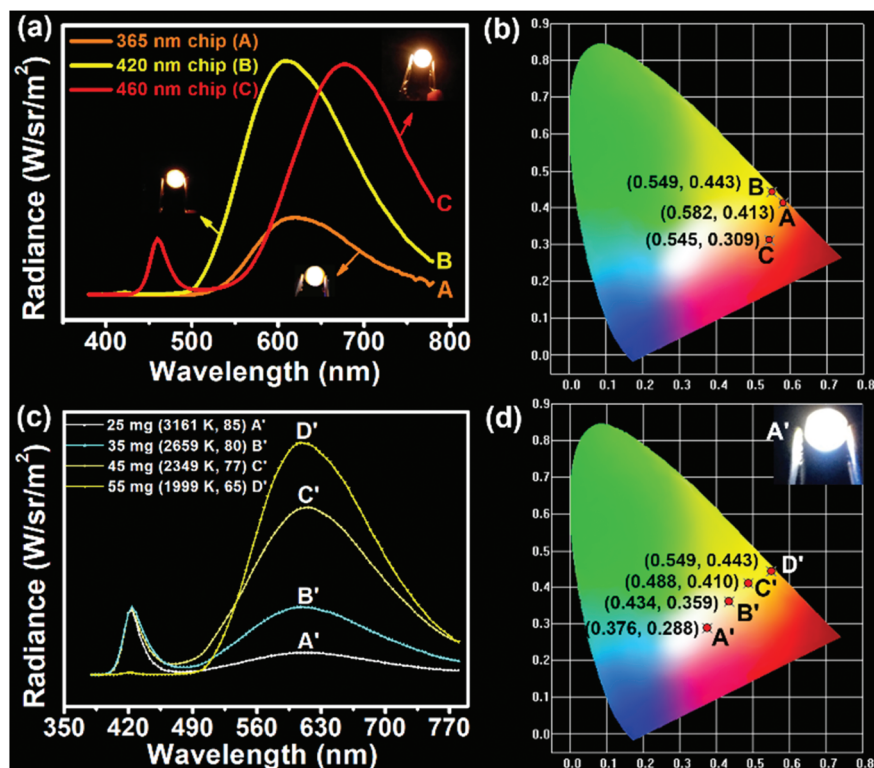 (a)
365 nm chip (A)
420 nm chip (B)
460 nm chip (C)
C
B
A
Radiance (W/sr/m²)
400 500 600 700 800
Wavelength (nm)
(b)
0.9
0.8
0.7
0.6
0.5
0.4
0.3
0.2
0.1
0.0
(0.549, 0.443) B
(0.582, 0.413) A
(0.545, 0.309) C
0.0 0.1 0.2 0.3 0.4 0.5 0.6 0.7 0.8
(c)
25 mg (3161 K, 85) A'
35 mg (2659 K, 80) B'
45 mg (2349 K, 77) C'
55 mg (1999 K, 65) D'
D'
C'
B'
A'
Radiance (W/sr/m²)
350 420 490 560 630 700 770
Wavelength (nm)
(d)
A'
0.9
0.8
0.7
0.6
0.5
0.4
0.3
0.2
0.1
0.0
(0.549, 0.443) D'
(0.488, 0.410) C'
(0.434, 0.359) B'
(0.376, 0.288) A'
0.0 0.1 0.2 0.3 0.4 0.5 0.6 0.7 0.8